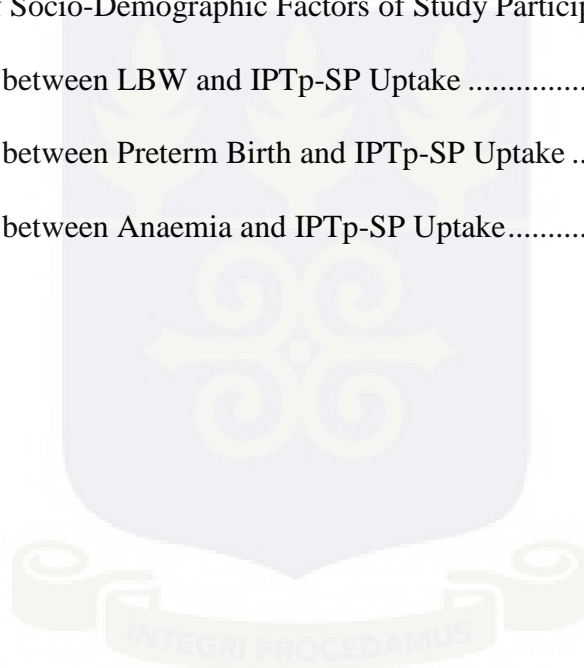 Socio-Demographic Factors of Study Particip
between LBW and IPTp-SP Uptake ...............
between Preterm Birth and IPTp-SP Uptake ..
between Anaemia and IPTp-SP Uptake..........
INTEGRI PROCEDAMUS